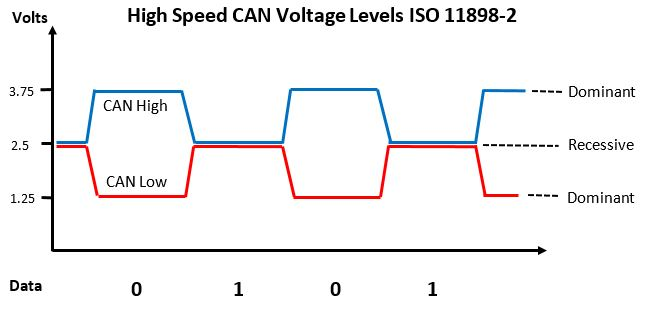 High Speed CAN Voltage Levels ISO 11898-2
Volts
3.75
CAN High
Dominant
2.5
Recessive
CAN Low
1.25
Dominant
Data 0 1 0 1